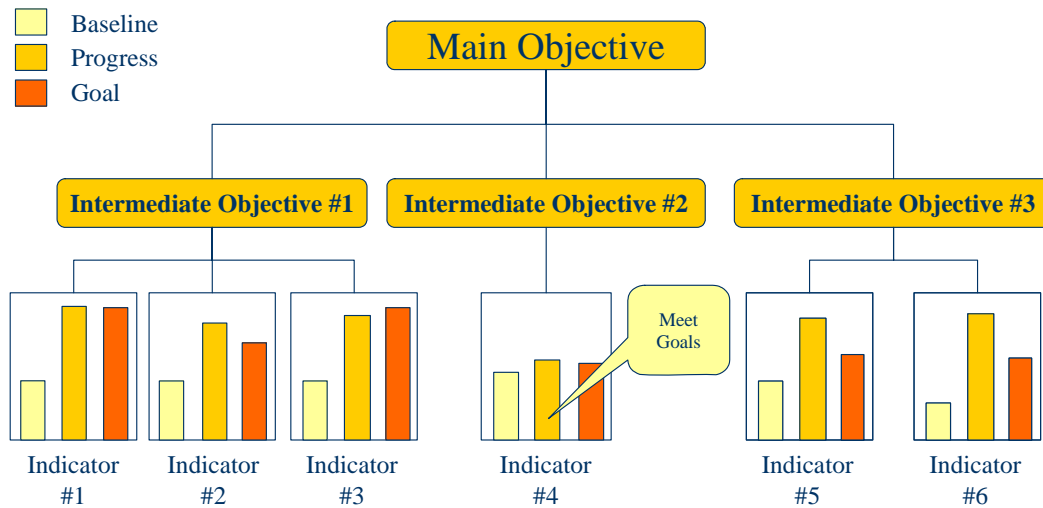 Baseline
Progress
Goal
Main Objective
Intermediate Objective #1
Intermediate Objective #2
Intermediate Objective #3
Meet
Goals
Indicator
#1
Indicator
#2
Indicator
#3
Indicator
#4
Indicator
#5
Indicator
#6